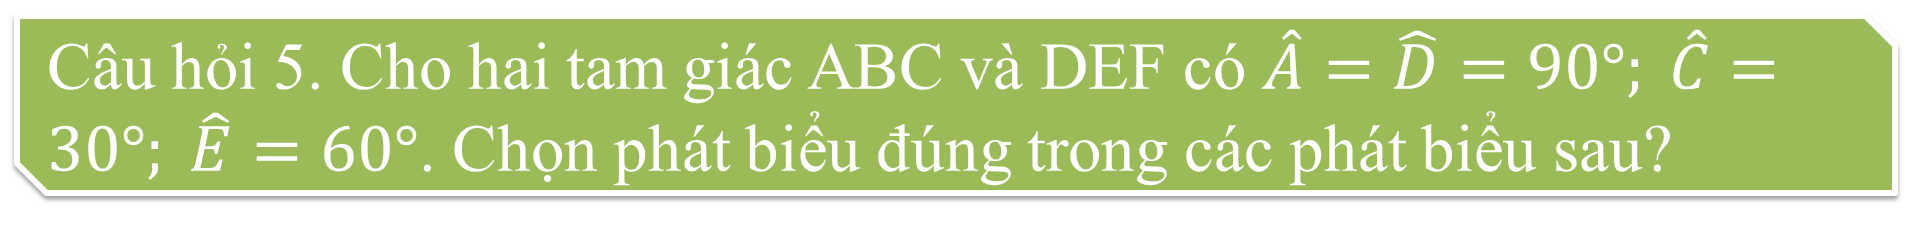 Câu hỏi 5. Cho hai tam giác ABC và DEF có Â = D̂ = 90°; Ĉ =
30°; Ê = 60°. Chọn phát biểu đúng trong các phát biểu sau?